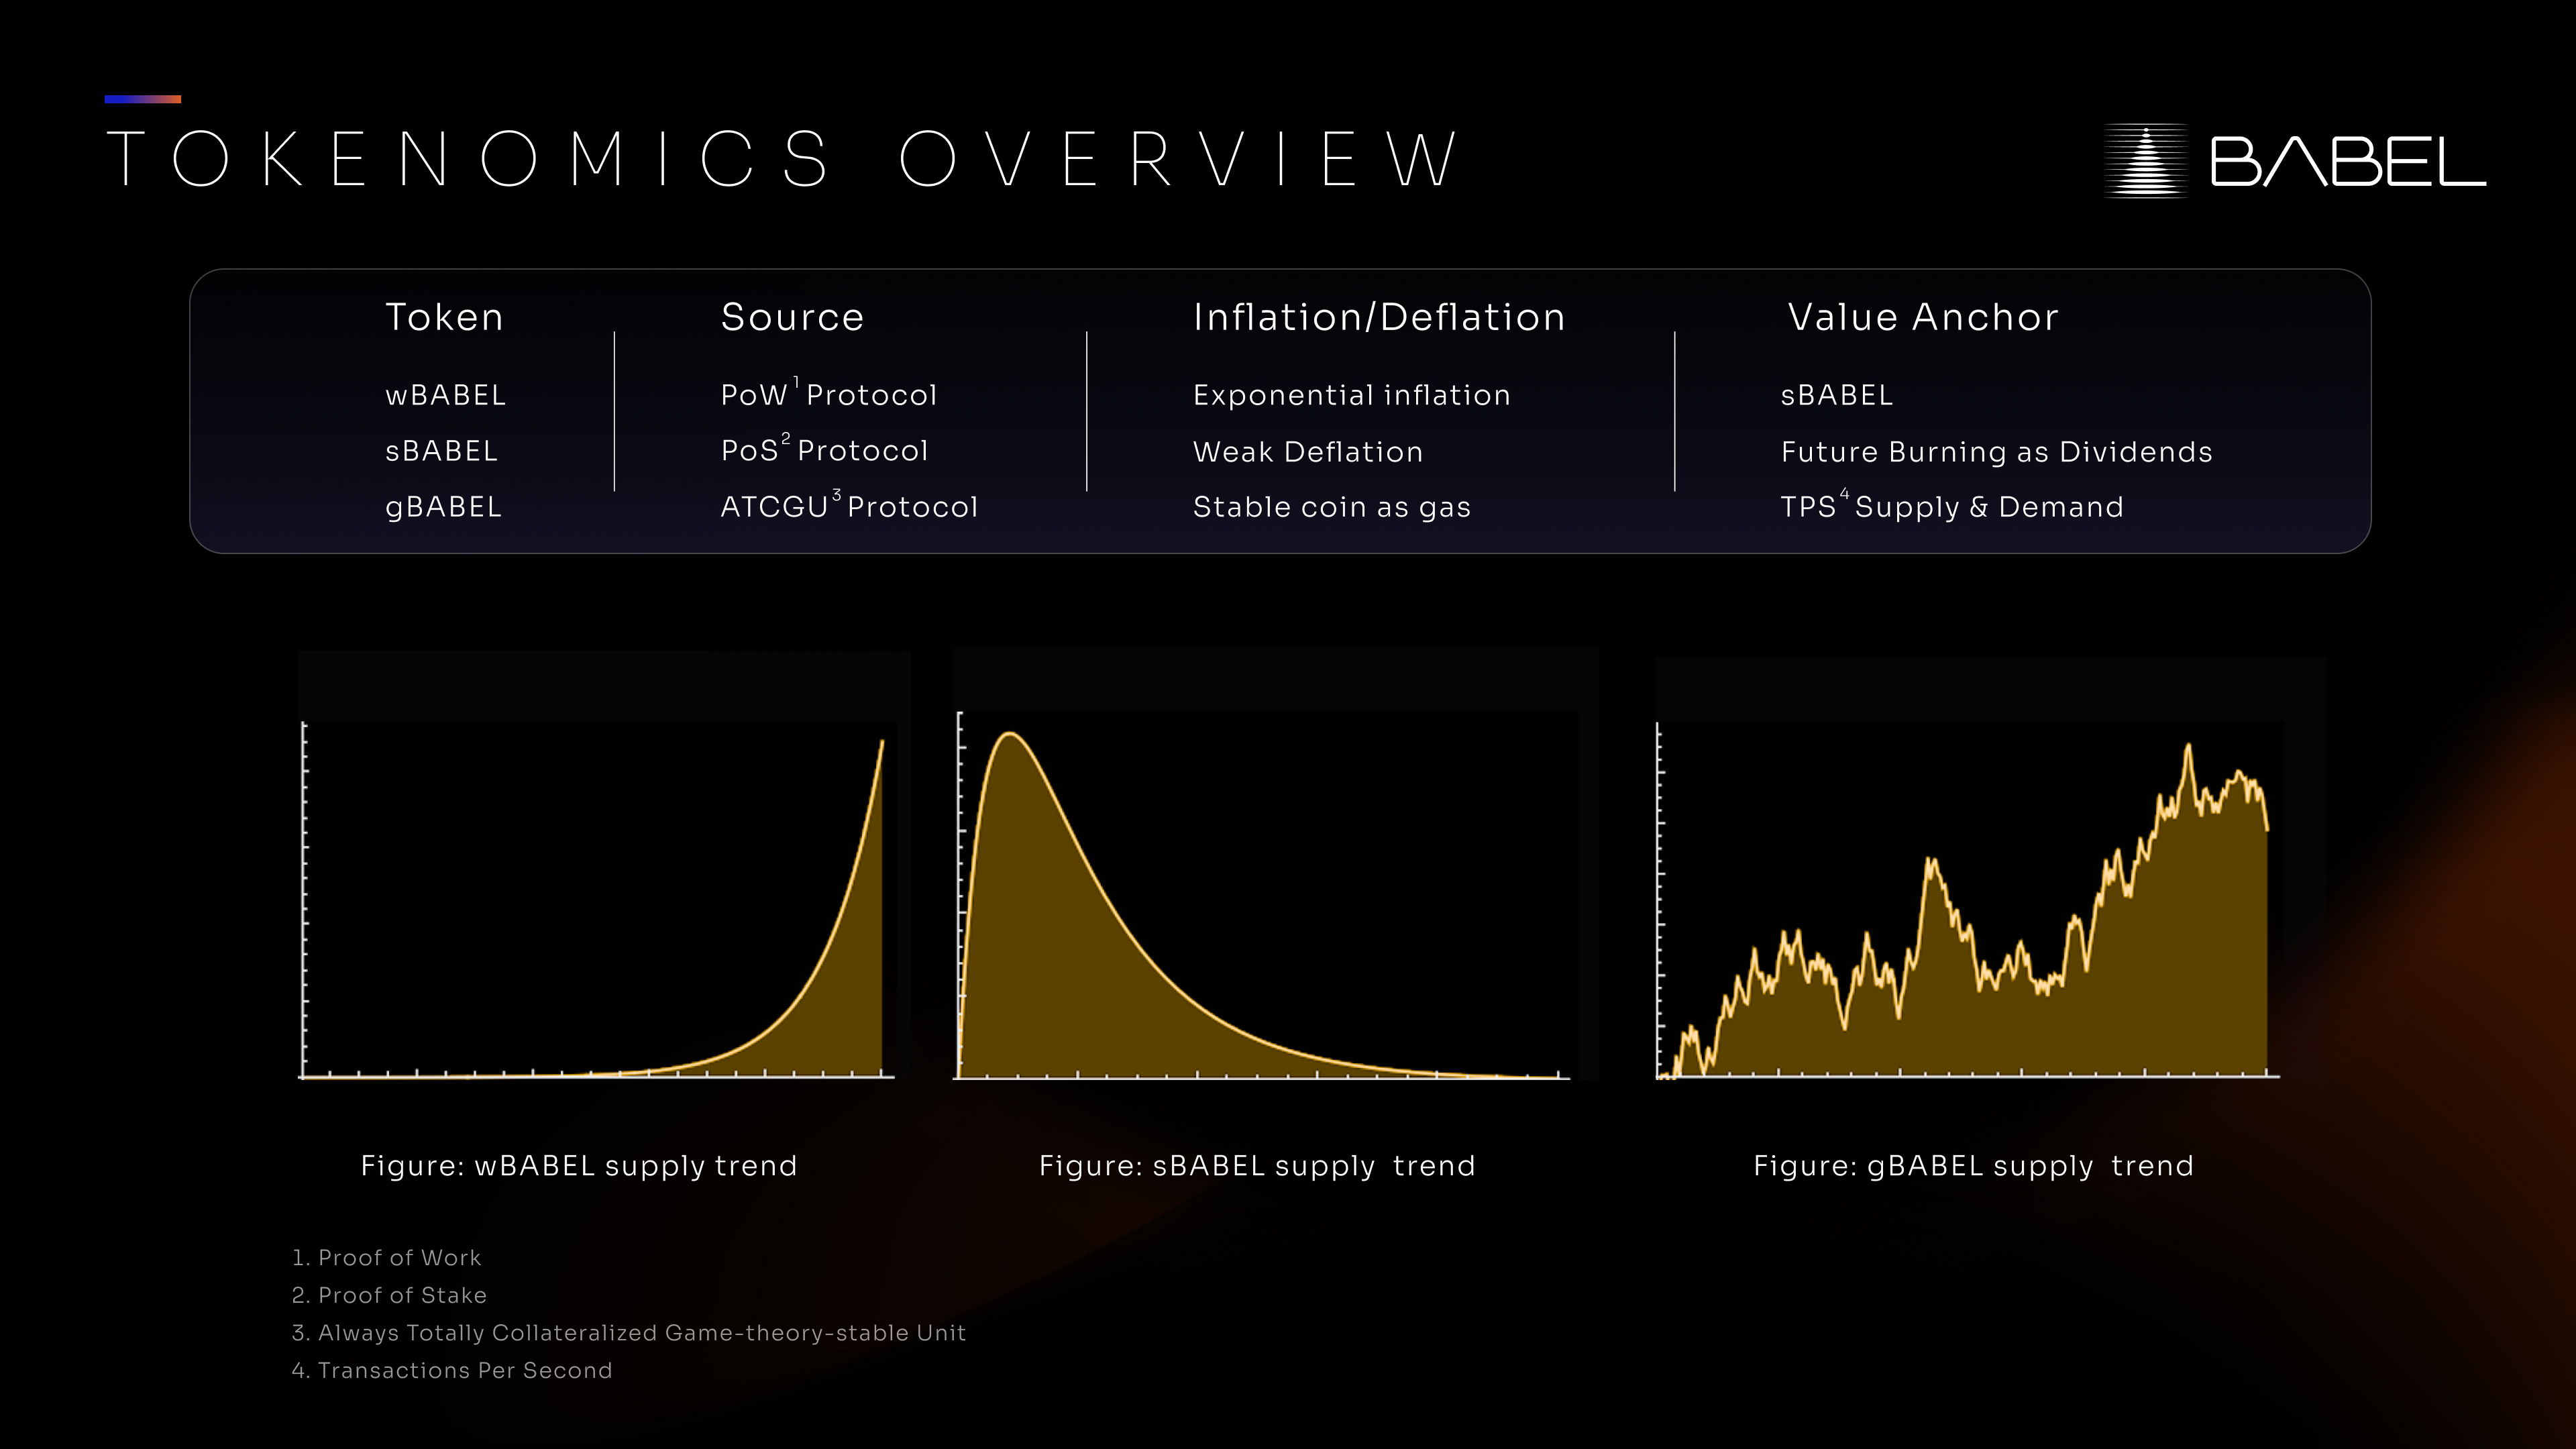 TOKENOMICS OVERVIEW
BABEL
Token Source Inflation/Deflation Value Anchor
wBABEL PoW¹ Protocol Exponential inflation sBABEL
sBABEL PoS² Protocol Weak Deflation Future Burning as Dividends
gBABEL ATCGU³ Protocol Stable coin as gas TPS⁴ Supply & Demand
Figure: wBABEL supply trend
Figure: sBABEL supply trend
Figure: gBABEL supply trend
1. Proof of Work
2. Proof of Stake
3. Always Totally Collateralized Game-theory-stable Unit
4. Transactions Per Second